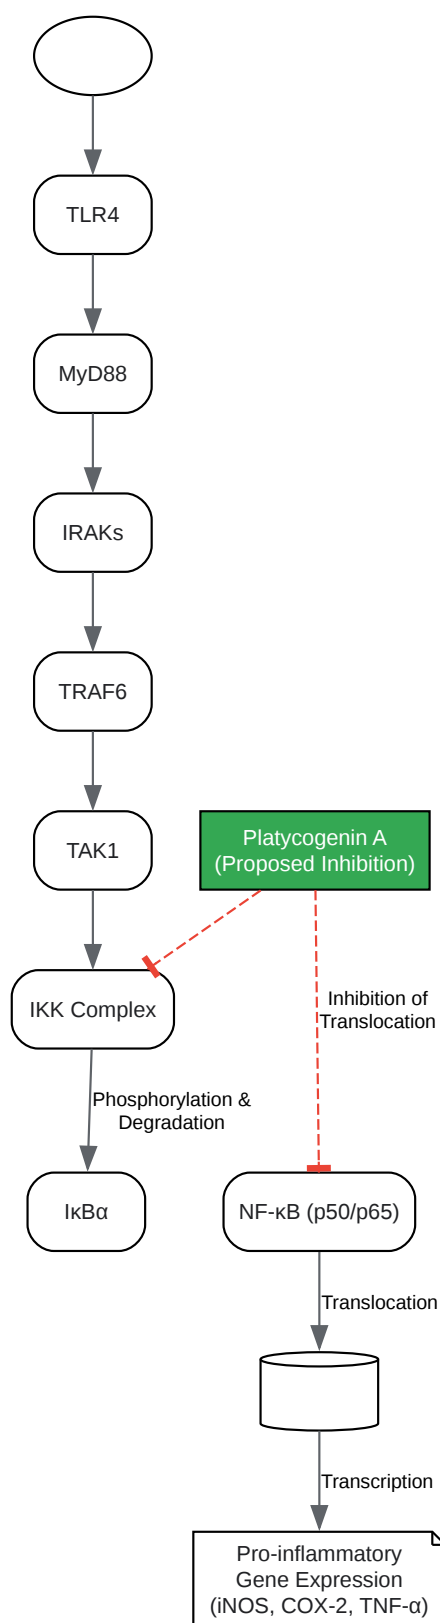 TLR4
MyD88
IRAKs
TRAF6
TAK1
Platycogenin A
(Proposed Inhibition)
IKK Complex
Inhibition of
Translocation
Phosphorylation &
Degradation
IκBα
NF-κB (p50/p65)
Translocation
Transcription
Pro-inflammatory
Gene Expression
(iNOS, COX-2, TNF-α)